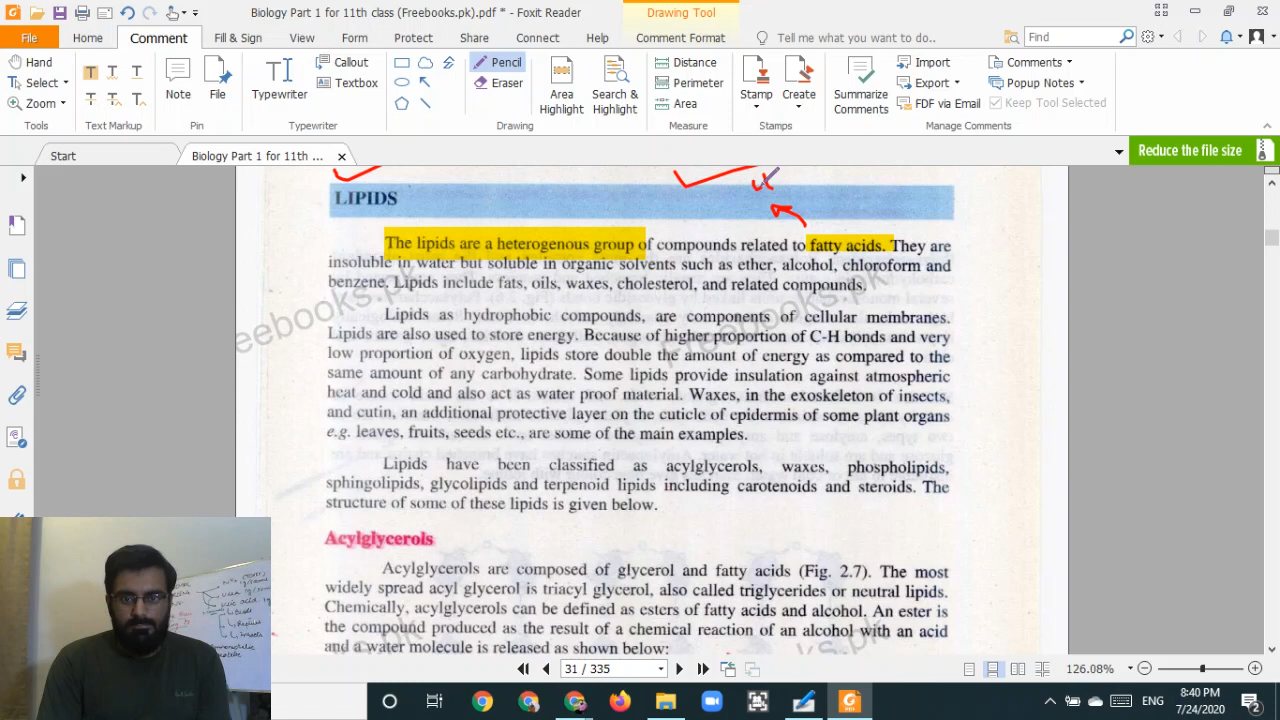 Biology Part 1 for 11th class (Freebooks.pk).pdf * - Foxit Reader
Drawing Tool
File Home Comment Fill & Sign View Form Protect Share Connect Help Comment Format Tell me what you want to do.. Find
Hand Select Zoom Tools
Text Markup
Note File Pin
Typewriter Callout Textbox Typewriter
Pencil Eraser Area Highlight Search & Highlight Drawing
Distance Perimeter Area Measure
Stamp Create Stamps
Summarize Comments Import Export FDF via Email Comments Popup Notes Keep Tool Selected Manage Comments
Start Biology Part 1 for 11th ... Reduce the file size
LIPIDS
The lipids are a heterogenous group of compounds related to fatty acids. They are
insoluble in water but soluble in organic solvents such as ether, alcohol, chloroform and
benzene. Lipids include fats, oils, waxes, cholesterol, and related compounds.
Lipids as hydrophobic compounds, are components of cellular membranes.
Lipids are also used to store energy. Because of higher proportion of C-H bonds and very
low proportion of oxygen, lipids store double the amount of energy as compared to the
same amount of any carbohydrate. Some lipids provide insulation against atmospheric
heat and cold and also act as water proof material. Waxes, in the exoskeleton of insects,
and cutin, an additional protective layer on the cuticle of epidermis of some plant organs
e.g. leaves, fruits, seeds etc., are some of the main examples.
Lipids have been classified as acylglycerols, waxes, phospholipids,
sphingolipids, glycolipids and terpenoid lipids including carotenoids and steroids. The
structure of some of these lipids is given below.
Acylglycerols
Acylglycerols are composed of glycerol and fatty acids (Fig. 2.7). The most
widely spread acyl glycerol is triacyl glycerol, also called triglycerides or neutral lipids.
Chemically, acylglycerols can be defined as esters of fatty acids and alcohol. An ester is
the compound produced as the result of a chemical reaction of an alcohol with an acid
and a water molecule is released as shown below:
31 / 335
126.08%
ENG
8:40 PM
7/24/2020
2